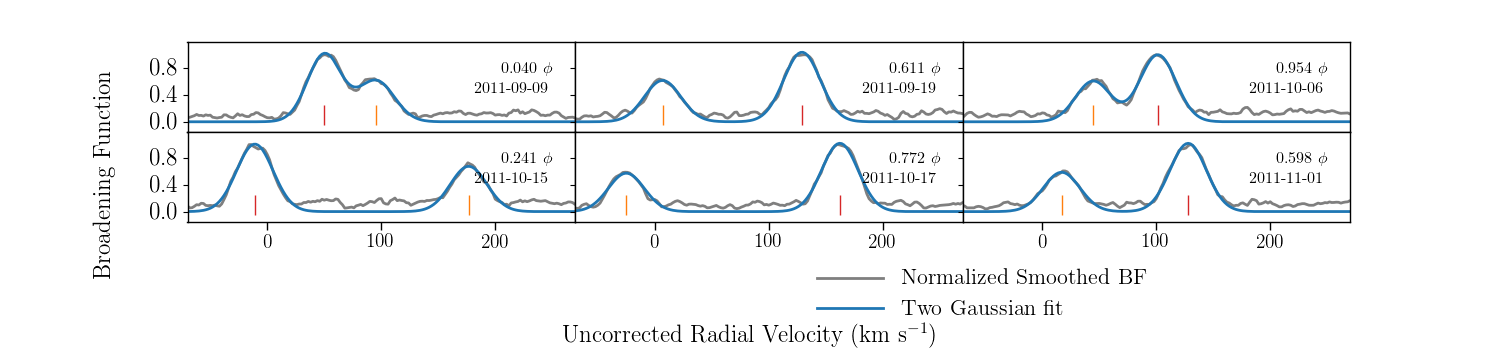 Broadening Function
0.8
0.4
0.0
0.040 ϕ
2011-09-09
0.611 ϕ
2011-09-19
0.954 ϕ
2011-10-06
0.8
0.4
0.0
0.241 ϕ
2011-10-15
0.772 ϕ
2011-10-17
0.598 ϕ
2011-11-01
0 100 200 0 100 200 0 100 200
Normalized Smoothed BF
Two Gaussian fit
Uncorrected Radial Velocity (km s⁻¹)